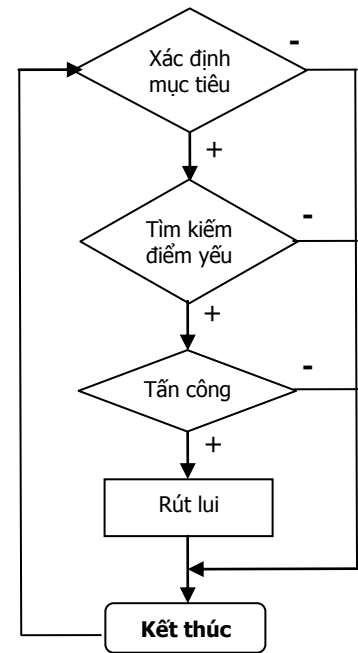 Xác định
mục tiêu
-
+
Tìm kiếm
điểm yếu
-
+
Tấn công
-
+
Rút lui
Kết thúc